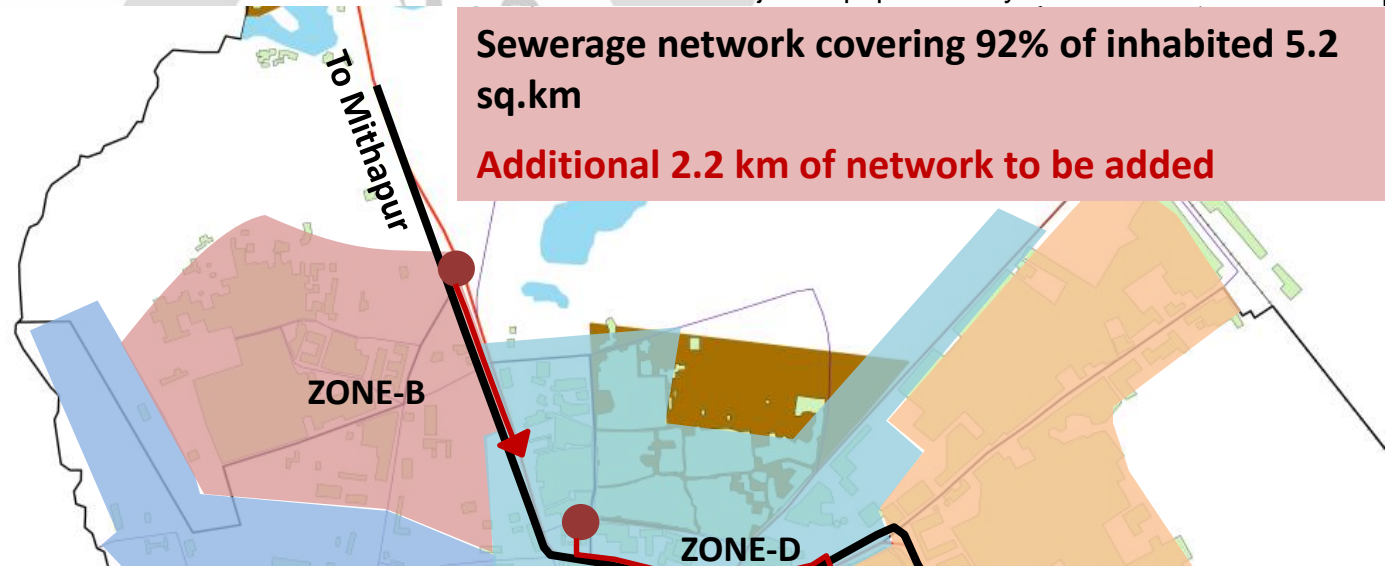 Sewerage network covering 92% of inhabited 5.2
sq.km
Additional 2.2 km of network to be added
To Mithapur
ZONE-B
ZONE-D